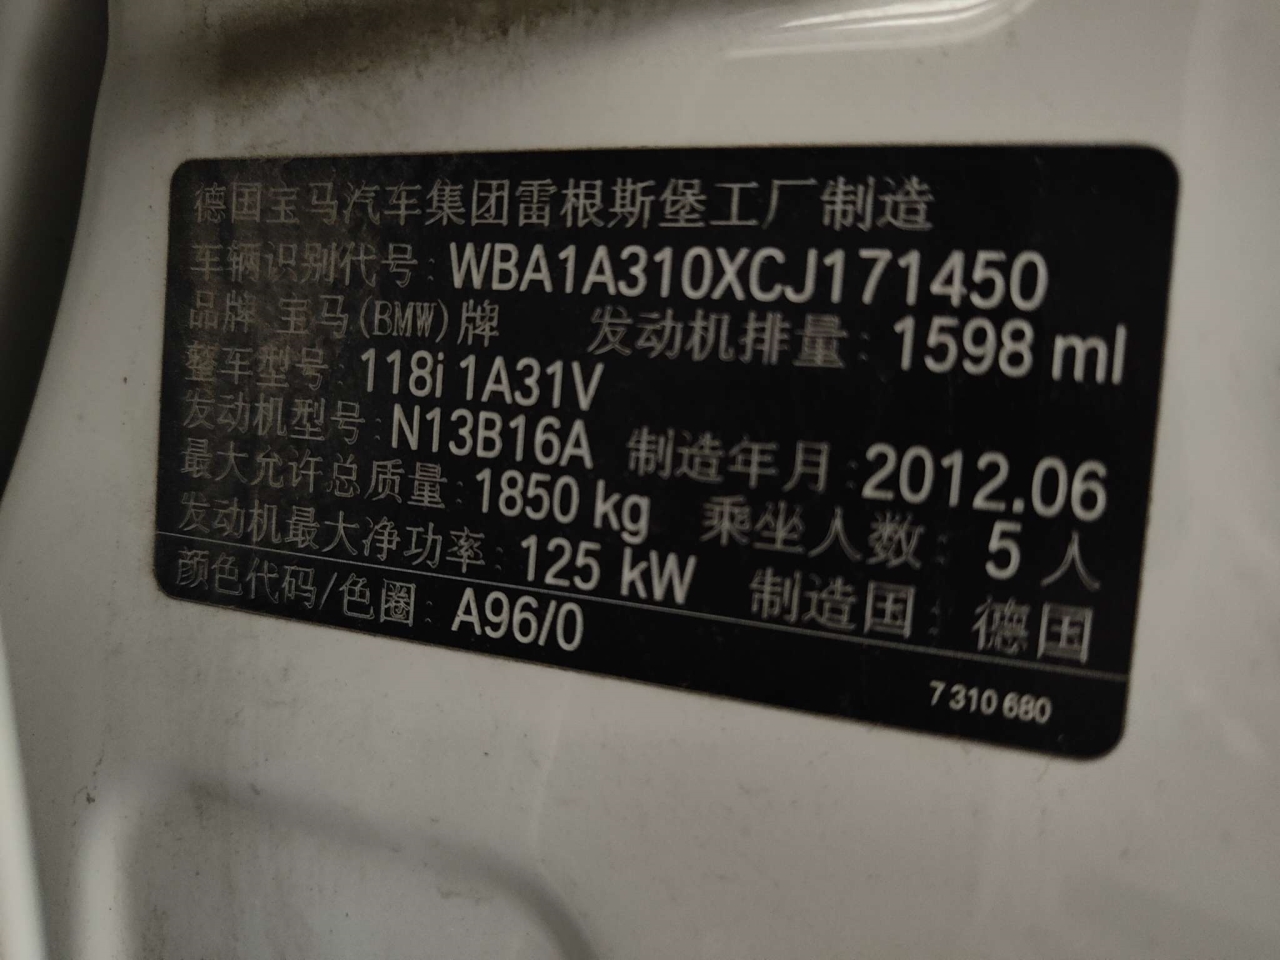 德国宝马汽车集团雷根斯堡工厂制造
车辆识别代号: WBA1A310XCJ171450
品牌 宝马(BMW)牌 发动机排量: 1598 ml
整车型号: 118i 1A31V
发动机型号: N13B16A 制造年月: 2012.06
最大允许总质量: 1850 kg 乘坐人数: 5 人
发动机最大净功率: 125 kW 制造国: 德国
颜色代码/色圈: A96/0
7 310 680